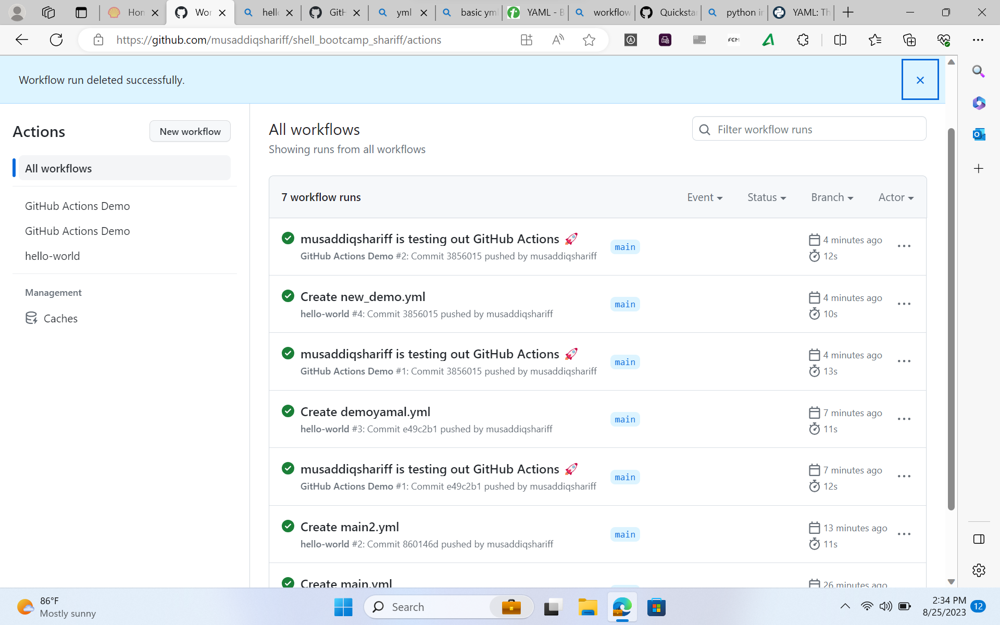 Hon
Wor
hell
GitH
yml
basic yml
YAML - B
workflow
Quickstar
python in
YAML: Th
https://github.com/musaddiqshariff/shell_bootcamp_shariff/actions
FCM
Workflow run deleted successfully.
Actions
New workflow
All workflows
GitHub Actions Demo
GitHub Actions Demo
hello-world
Management
Caches
All workflows
Showing runs from all workflows
Filter workflow runs
7 workflow runs
Event
Status
Branch
Actor
musaddiqshariff is testing out GitHub Actions 🚀
GitHub Actions Demo #2: Commit 3856015 pushed by musaddiqshariff
main
4 minutes ago
12s
Create new_demo.yml
hello-world #4: Commit 3856015 pushed by musaddiqshariff
main
4 minutes ago
10s
musaddiqshariff is testing out GitHub Actions 🚀
GitHub Actions Demo #1: Commit 3856015 pushed by musaddiqshariff
main
4 minutes ago
13s
Create demoyamal.yml
hello-world #3: Commit e49c2b1 pushed by musaddiqshariff
main
7 minutes ago
11s
musaddiqshariff is testing out GitHub Actions 🚀
GitHub Actions Demo #1: Commit e49c2b1 pushed by musaddiqshariff
main
7 minutes ago
12s
Create main2.yml
hello-world #2: Commit 860146d pushed by musaddiqshariff
main
13 minutes ago
11s
Create main.yml
26 minutes ago
86°F
Mostly sunny
Search
2:34 PM
8/25/2023
12